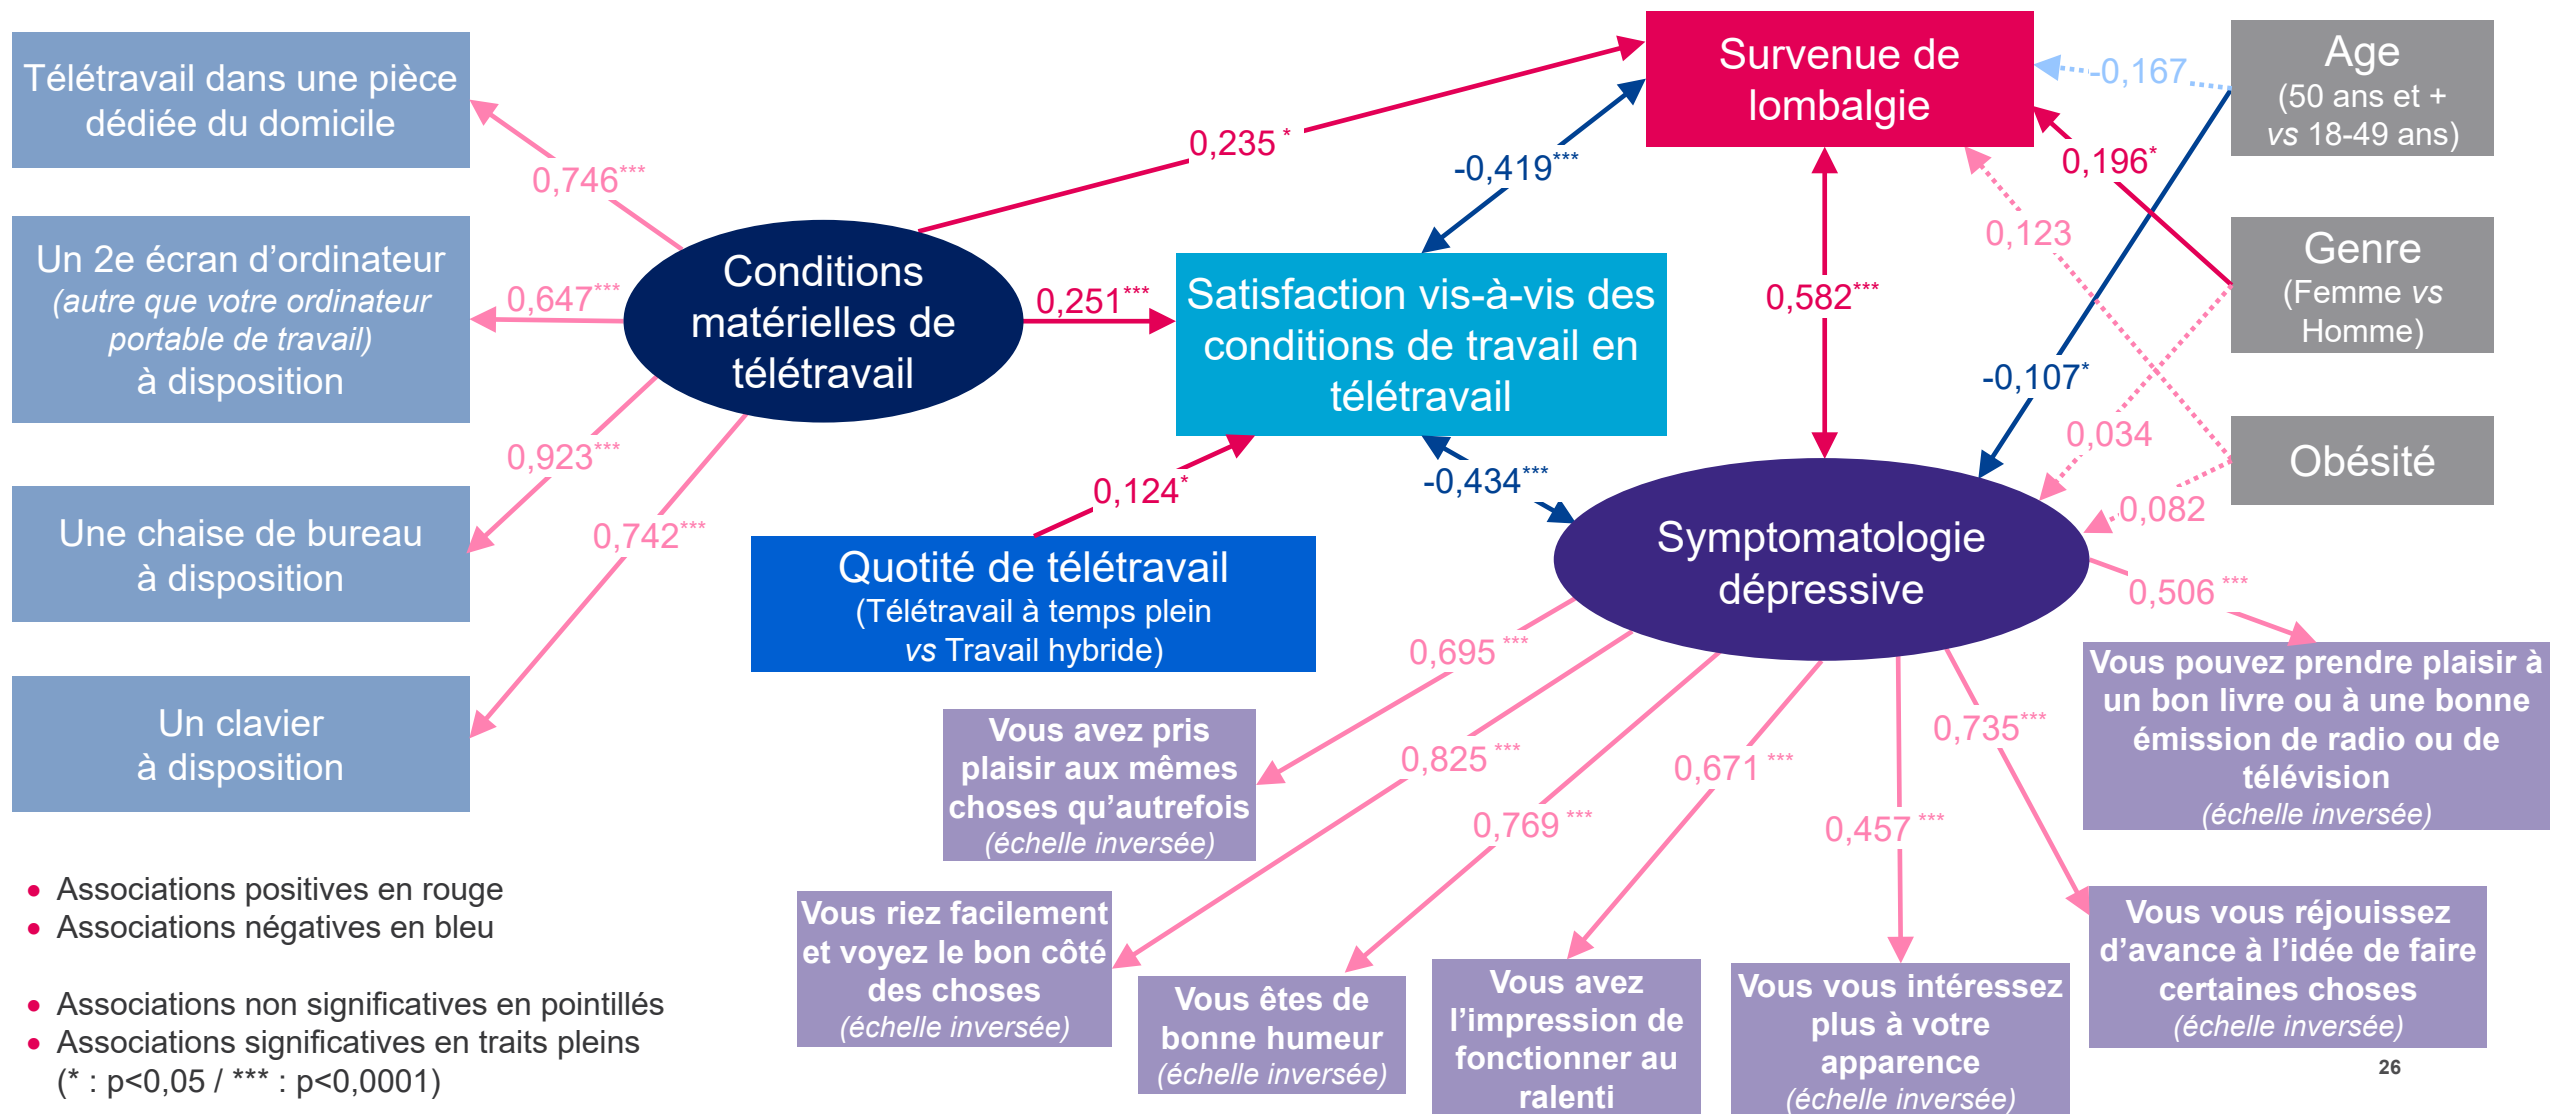 Télétravail dans une pièce
dédiée du domicile
Un 2e écran d’ordinateur
(autre que votre ordinateur
portable de travail)
à disposition
Une chaise de bureau
à disposition
Un clavier
à disposition
0,746***
0,647***
0,923***
0,742***
Conditions
matérielles de
télétravail
0,235 *
0,251***
-0,419***
Survenue de
lombalgie
Satisfaction vis-à-vis des
conditions de travail en
télétravail
0,124*
-0,434***
0,582***
Quotité de télétravail
(Télétravail à temps plein
vs Travail hybride)
-0,167
0,196*
0,123
-0,107*
0,034
0,082
Age
(50 ans et +
vs 18-49 ans)
Genre
(Femme vs
Homme)
Obésité
Symptomatologie
dépressive
0,695 ***
0,825 ***
0,769 ***
0,671 ***
0,457 ***
0,735***
0,506 ***
Vous avez pris
plaisir aux mêmes
choses qu’autrefois
(échelle inversée)
Vous riez facilement
et voyez le bon côté
des choses
(échelle inversée)
Vous êtes de
bonne humeur
(échelle inversée)
Vous avez
l’impression de
fonctionner au
ralenti
Vous vous intéressez
plus à votre
apparence
(échelle inversée)
Vous vous réjouissez
d’avance à l’idée de faire
certaines choses
(échelle inversée)
Vous pouvez prendre plaisir à
un bon livre ou à une bonne
émission de radio ou de
télévision
(échelle inversée)
• Associations positives en rouge
• Associations négatives en bleu
• Associations non significatives en pointillés
• Associations significatives en traits pleins
(* : p<0,05 / *** : p<0,0001)
26